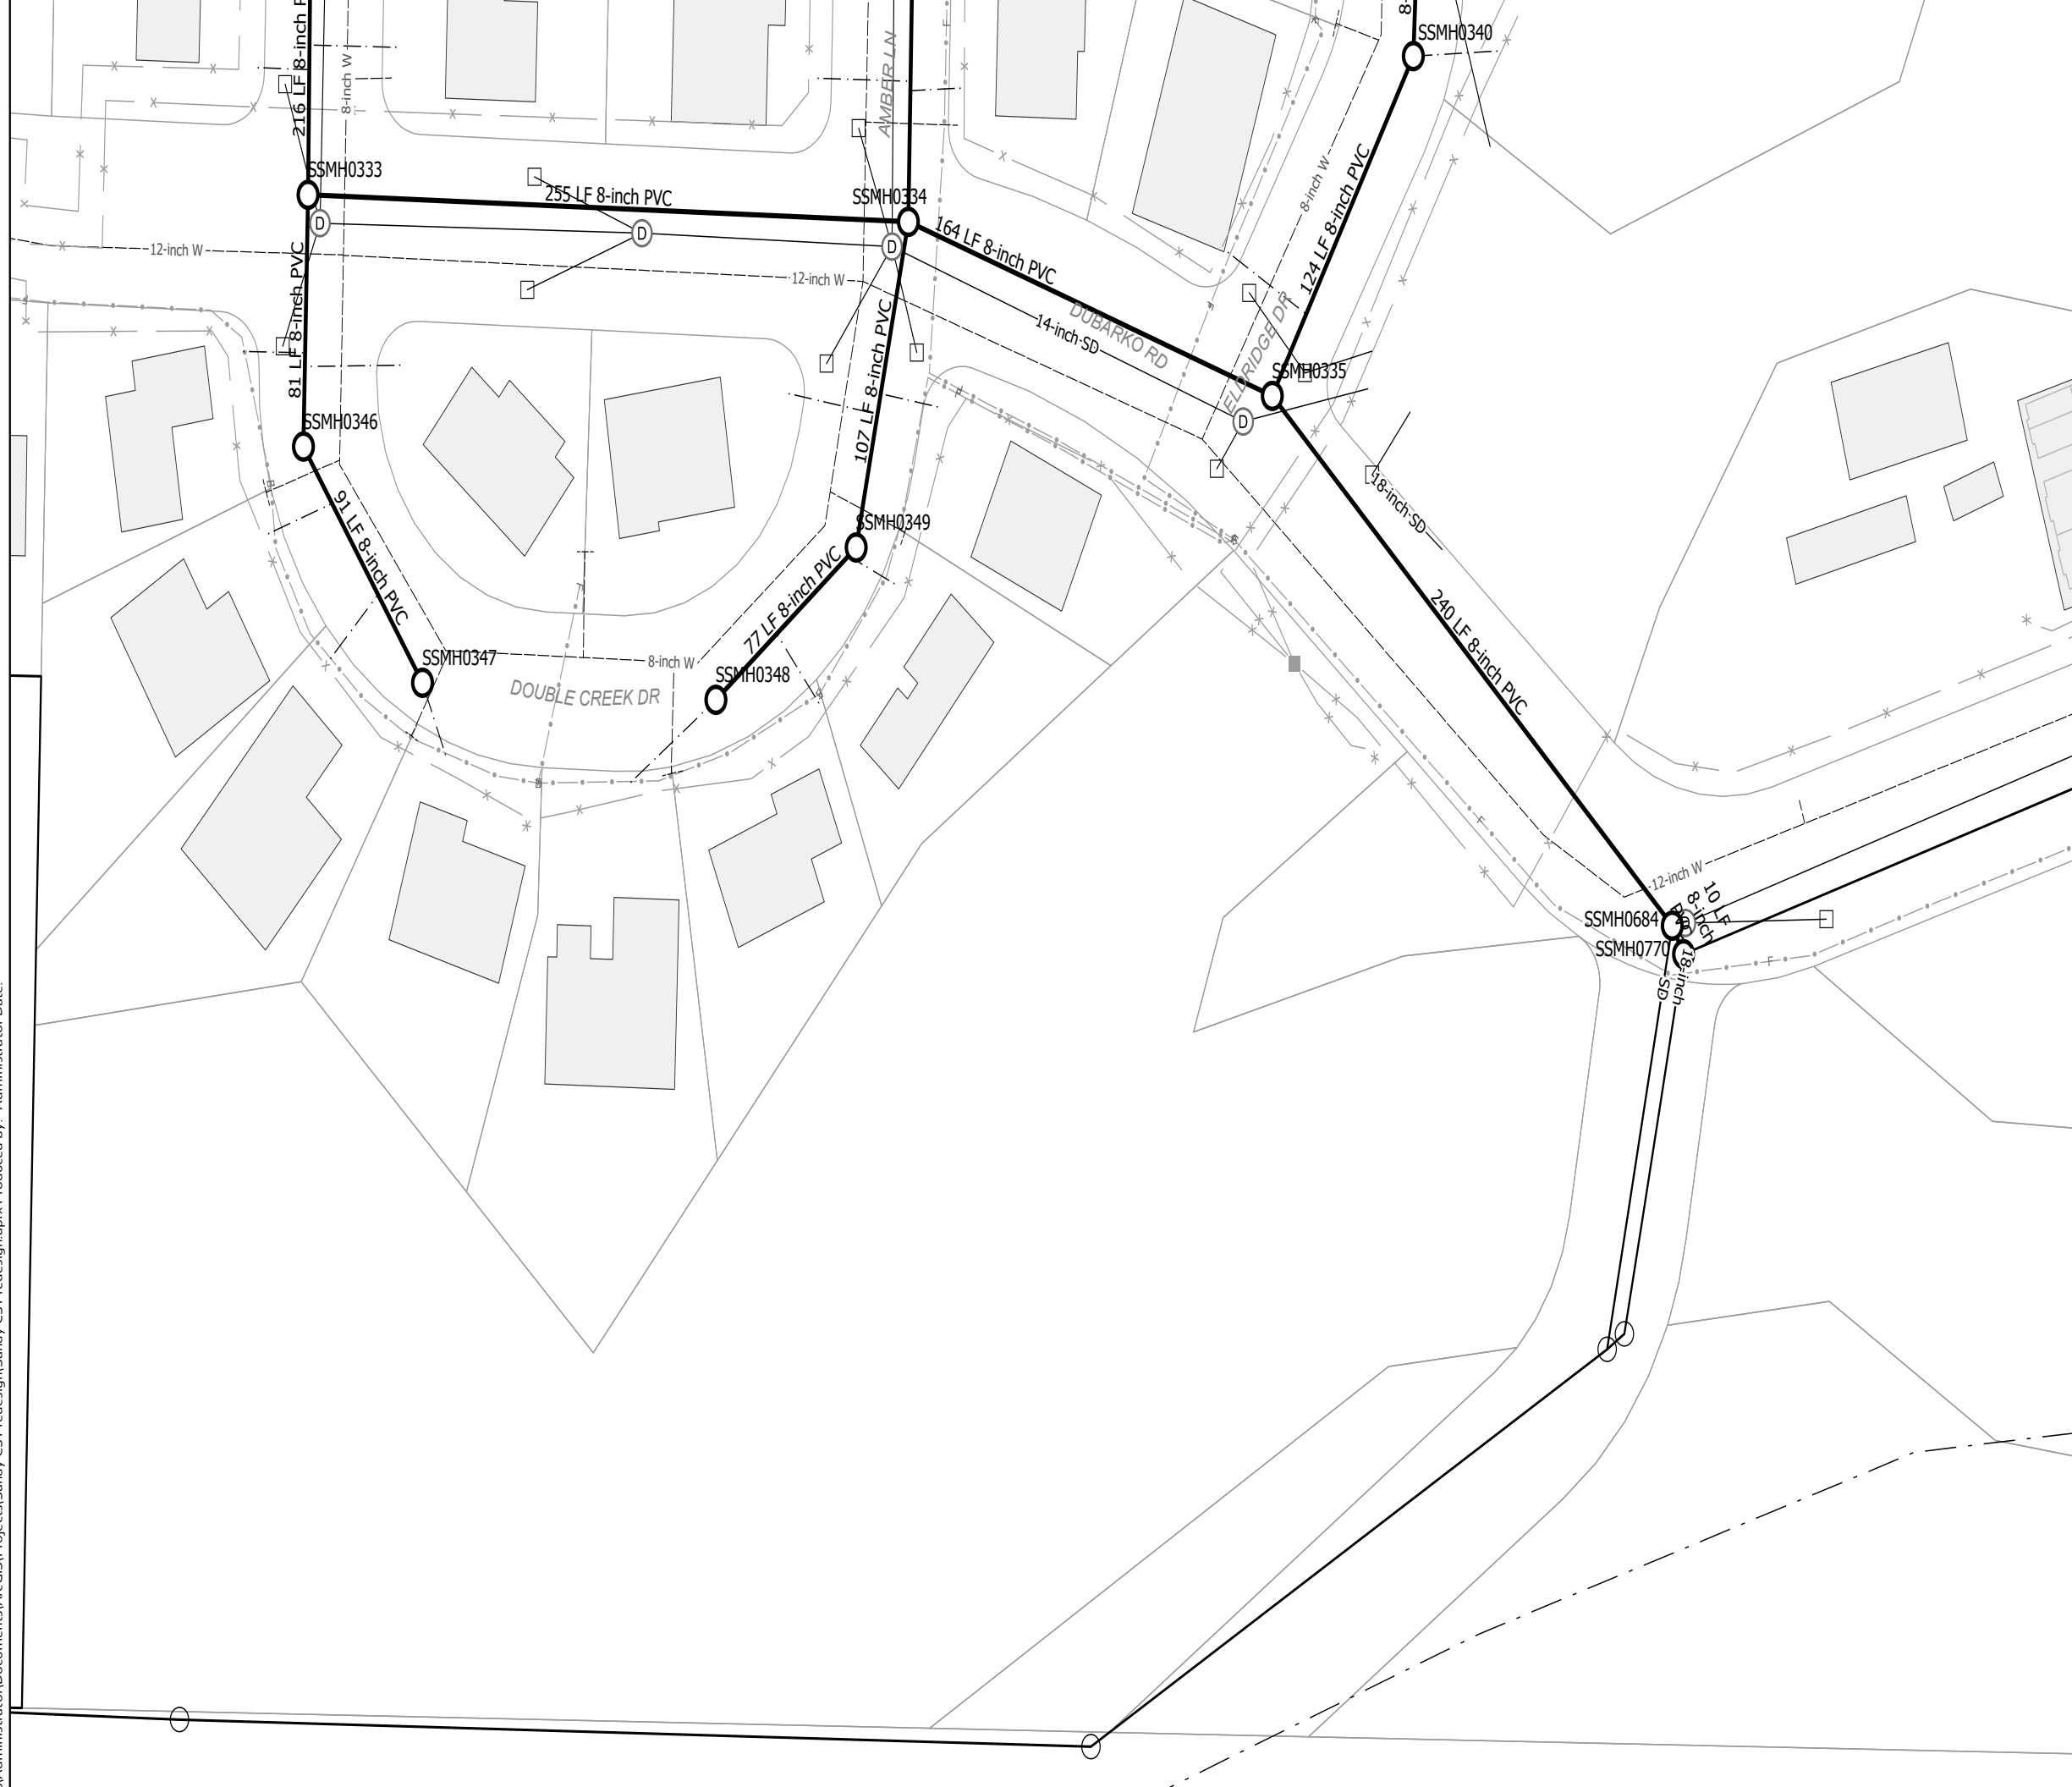 SSMH0340
8-
216 LF 8-inch P
8-inch W
AMBER LN
SSMH0333
255 LF 8-inch PVC
SSMH0334
164 LF 8-inch PVC
8-inch W
124 LF 8-inch PVC
D
D
D
12-inch W
12-inch W
81 LF 8-inch PVC
107 LF 8-inch PVC
14-inch SD
DUBARKO RD
ELDRIDGE DR
SSMH0335
D
SSMH0346
18-inch SD
91 LF 8-inch PVC
SSMH0349
77 LF 8-inch PVC
240 LF 8-inch PVC
SSMH0347
8-inch W
SSMH0348
DOUBLE CREEK DR
12-inch W
10 LF
8-inch
SSMH0684
SSMH0770
18-inch
SD
F
F